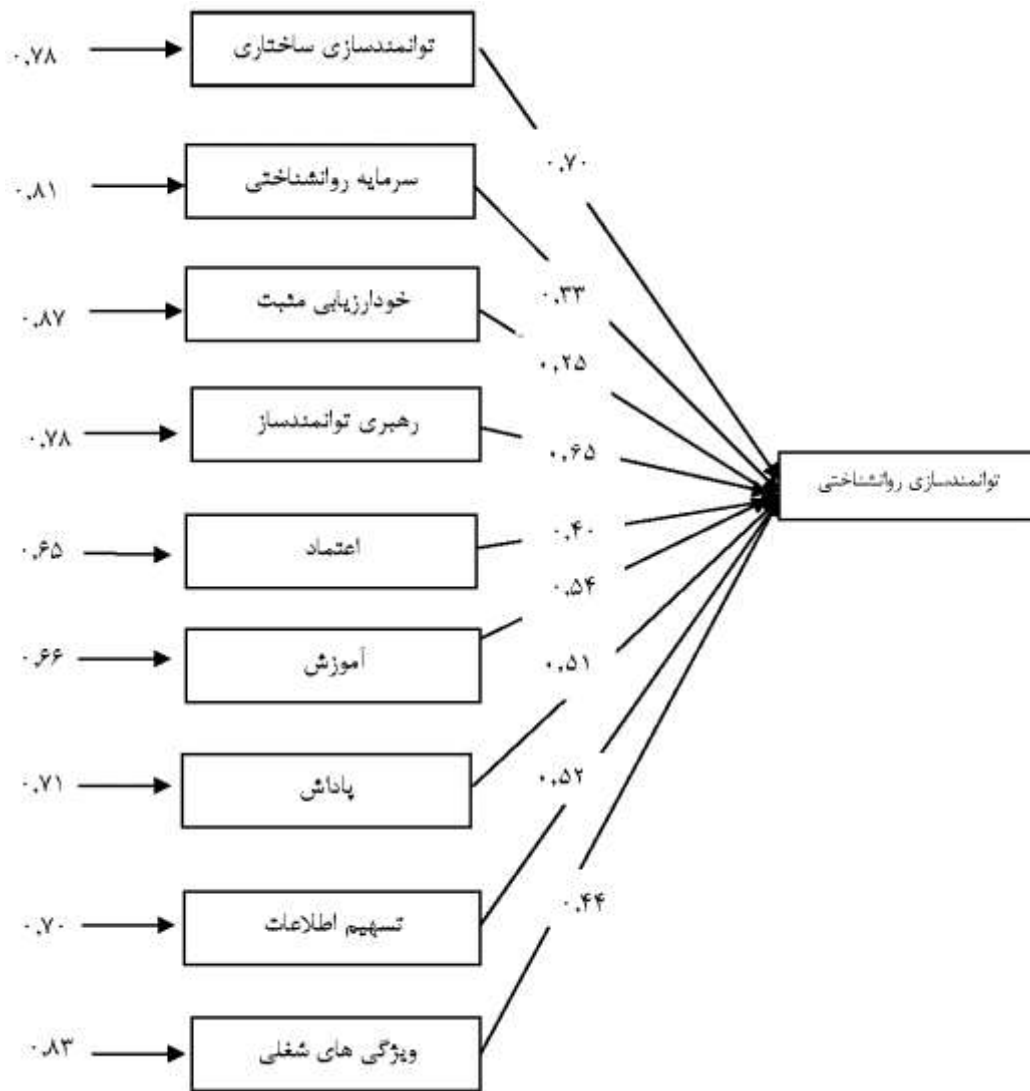 ۰,۷۸
توانمندسازی ساختاری
۰,۷۰
۰,۸۱
سرمایه روانشناختی
۰,۳۳
۰,۸۷
خودارزیابی مثبت
۰,۲۵
۰,۷۸
رهبری توانمندساز
۰,۶۵
توانمندسازی روانشناختی
۰,۶۵
اعتماد
۰,۴۰
۰,۵۴
۰,۶۶
آموزش
۰,۵۱
۰,۷۱
پاداش
۰,۵۲
۰,۷۰
تسهیم اطلاعات
۰,۴۴
۰,۸۳
ویژگی های شغلی